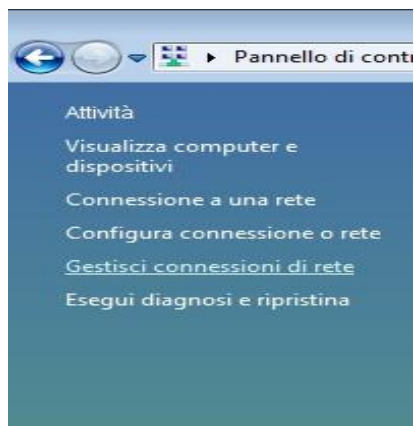 Pannello di
Attività
Visualizza computer e
dispositivi
Connessione a una rete
Configura connessione o rete
Gestisci connessioni di rete
Esegui diagnosi e ripristina